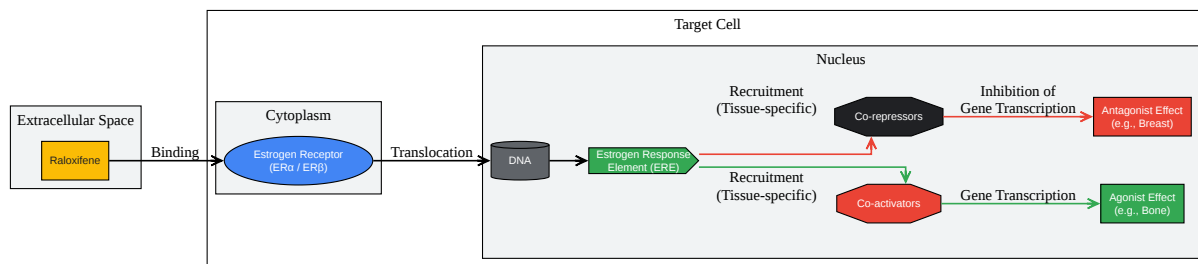 Target Cell
Nucleus
Extracellular Space
Raloxifene
Binding
Cytoplasm
Estrogen Receptor
(ERα / ERβ)
Translocation
DNA
Estrogen Response
Element (ERE)
Recruitment
(Tissue-specific)
Co-repressors
Inhibition of
Gene Transcription
Antagonist Effect
(e.g., Breast)
Recruitment
(Tissue-specific)
Co-activators
Gene Transcription
Agonist Effect
(e.g., Bone)